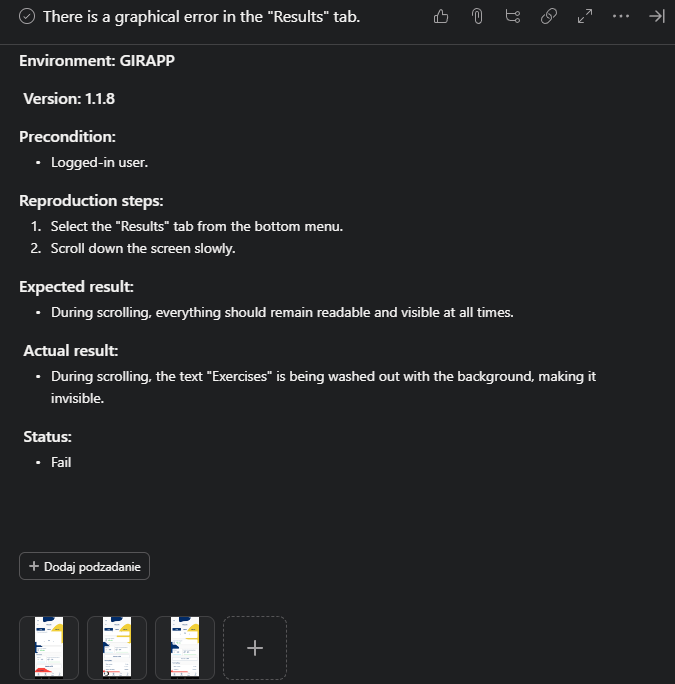 There is a graphical error in the "Results" tab.
Environment: GIRAPP
Version: 1.1.8
Precondition:
• Logged-in user.
Reproduction steps:
1. Select the "Results" tab from the bottom menu.
2. Scroll down the screen slowly.
Expected result:
• During scrolling, everything should remain readable and visible at all times.
Actual result:
• During scrolling, the text "Exercises" is being washed out with the background, making it
invisible.
Status:
• Fail
+ Dodaj podzadanie